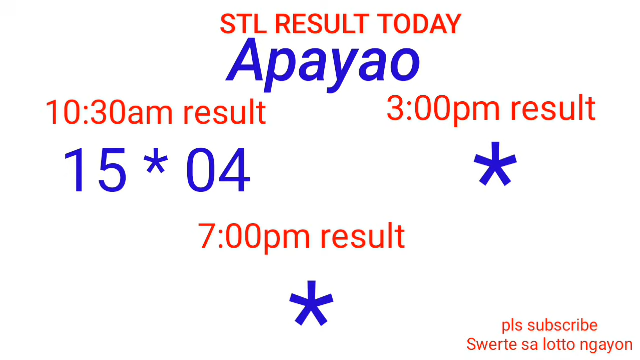 STL RESULT TODAY
Apayao
10:30am result
15 * 04
3:00pm result
*
7:00pm result
*
pls subscribe
Swerte sa lotto ngayon